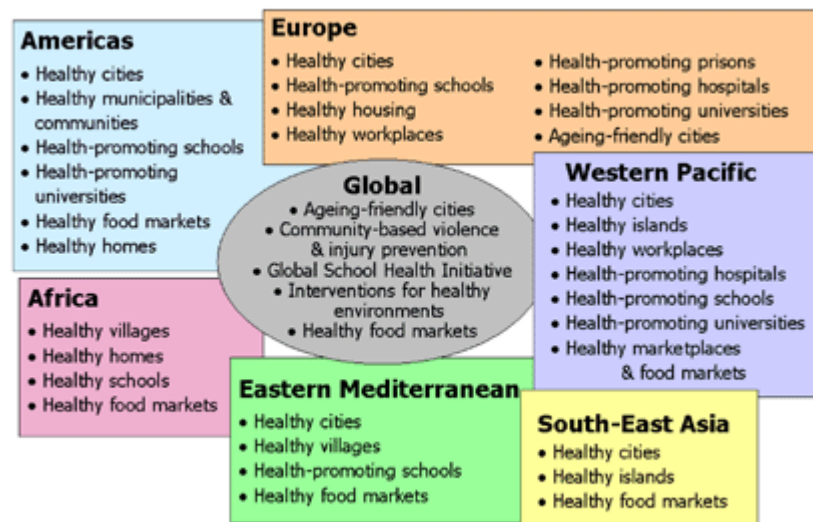 Americas
• Healthy cities
• Healthy municipalities &
communities
• Health-promoting schools
• Health-promoting
universities
• Healthy food markets
• Healthy homes
Europe
• Healthy cities
• Health-promoting schools
• Healthy housing
• Healthy workplaces
• Health-promoting prisons
• Health-promoting hospitals
• Health-promoting universities
• Ageing-friendly cities
Global
• Ageing-friendly cities
• Community-based violence
& injury prevention
• Global School Health Initiative
• Interventions for healthy
environments
• Healthy food markets
Western Pacific
• Healthy cities
• Healthy islands
• Healthy workplaces
• Health-promoting hospitals
• Health-promoting schools
• Health-promoting universities
• Healthy marketplaces
& food markets
Africa
• Healthy villages
• Healthy homes
• Healthy schools
• Healthy food markets
Eastern Mediterranean
• Healthy cities
• Healthy villages
• Health-promoting schools
• Healthy food markets
South-East Asia
• Healthy cities
• Healthy islands
• Healthy food markets